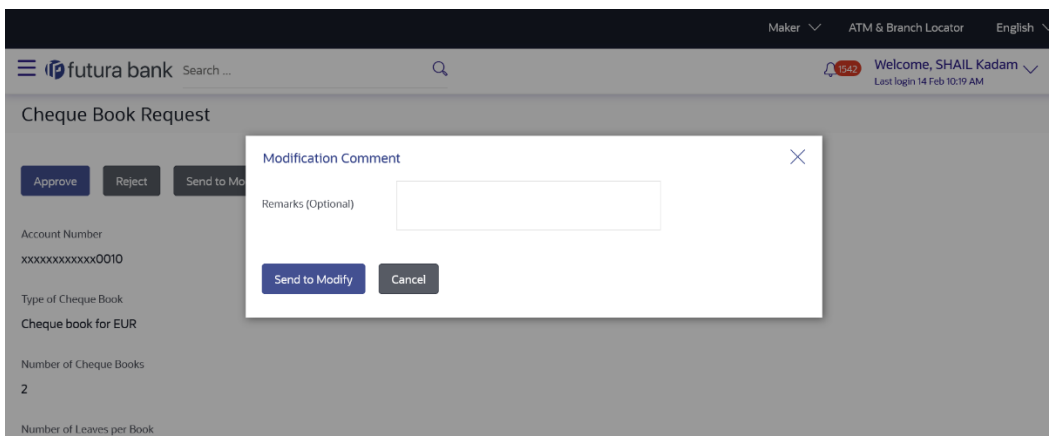 Maker ATM & Branch Locator English
futura bank Search ... 1542 Welcome, SHAIL Kadam
Last login 14 Feb 10:19 AM
Cheque Book Request
Modification Comment
Approve Reject Send to Mo
Remarks (Optional)
Account Number
xxxxxxxxxxxx0010
Send to Modify Cancel
Type of Cheque Book
Cheque book for EUR
Number of Cheque Books
2
Number of Leaves per Book